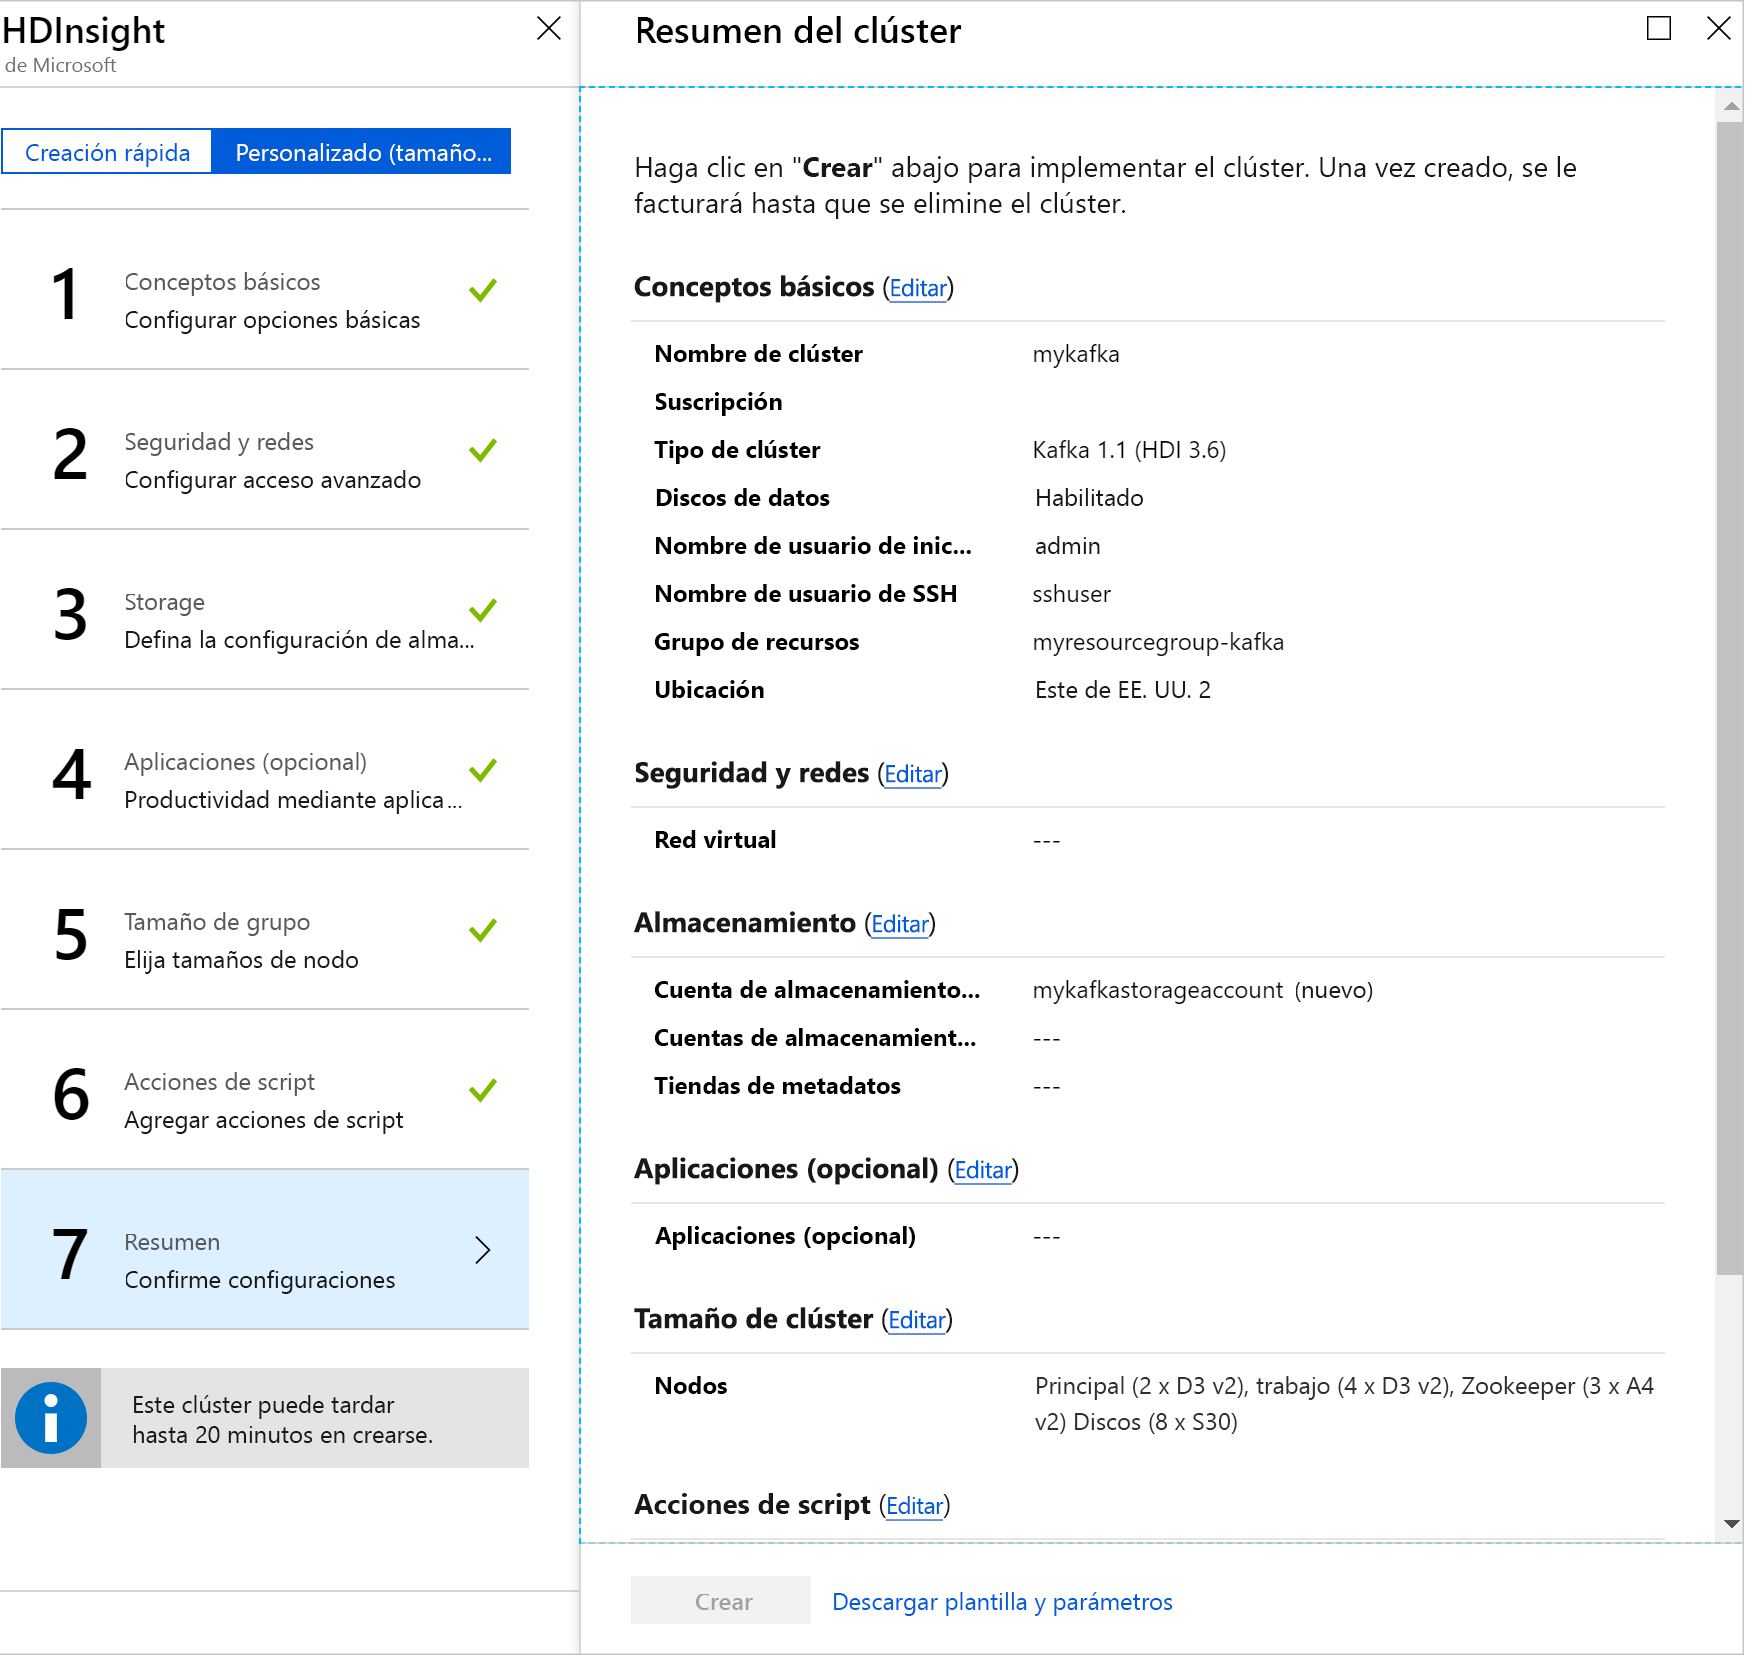 HDInsight
de Microsoft
Creación rápida
Personalizado (tamaño...
1
Conceptos básicos
Configurar opciones básicas
2
Seguridad y redes
Configurar acceso avanzado
3
Storage
Defina la configuración de alma...
4
Aplicaciones (opcional)
Productividad mediante aplica...
5
Tamaño de grupo
Elija tamaños de nodo
6
Acciones de script
Agregar acciones de script
7
Resumen
Confirme configuraciones
Este clúster puede tardar
hasta 20 minutos en crearse.
Resumen del clúster
Haga clic en "Crear" abajo para implementar el clúster. Una vez creado, se le
facturará hasta que se elimine el clúster.
Conceptos básicos (Editar)
Nombre de clúster mykafka
Suscripción
Tipo de clúster Kafka 1.1 (HDI 3.6)
Discos de datos Habilitado
Nombre de usuario de inic... admin
Nombre de usuario de SSH sshuser
Grupo de recursos myresourcegroup-kafka
Ubicación Este de EE. UU. 2
Seguridad y redes (Editar)
Red virtual ---
Almacenamiento (Editar)
Cuenta de almacenamiento... mykafkastorageaccount (nuevo)
Cuentas de almacenamient... ---
Tiendas de metadatos ---
Aplicaciones (opcional) (Editar)
Aplicaciones (opcional) ---
Tamaño de clúster (Editar)
Nodos Principal (2 x D3 v2), trabajo (4 x D3 v2), Zookeeper (3 x A4
v2) Discos (8 x S30)
Acciones de script (Editar)
Crear
Descargar plantilla y parámetros